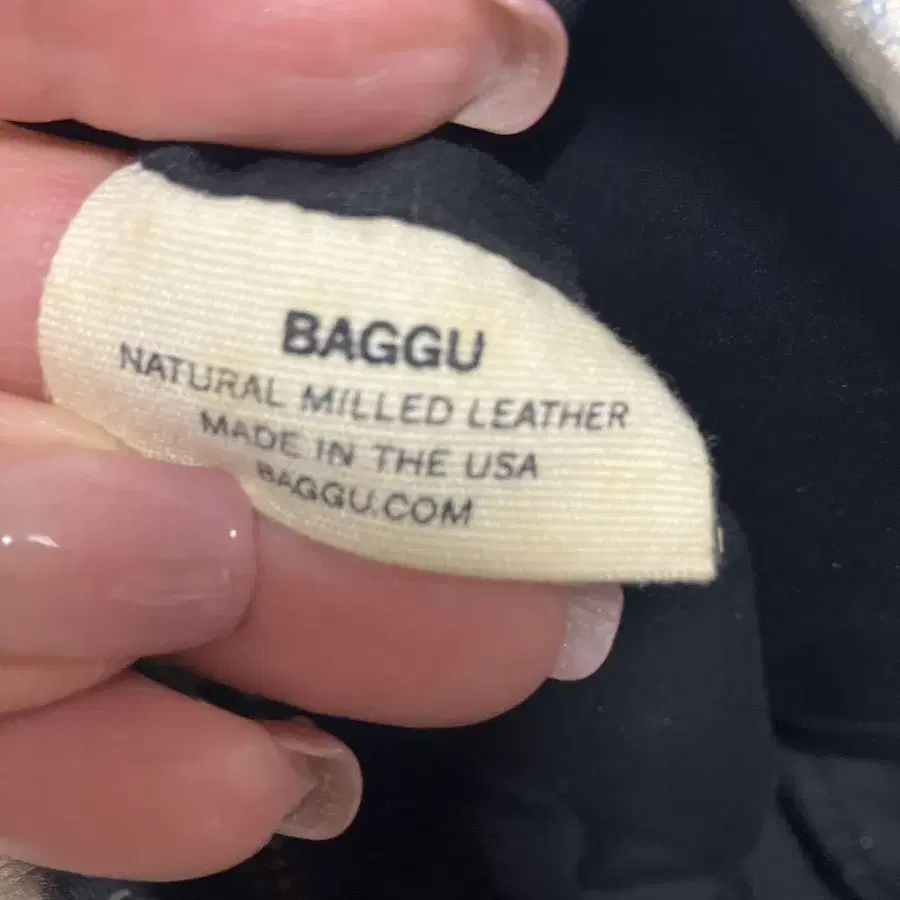 BAGGU
NATURAL MILLED LEATHER
MADE IN THE USA
BAGGU.COM